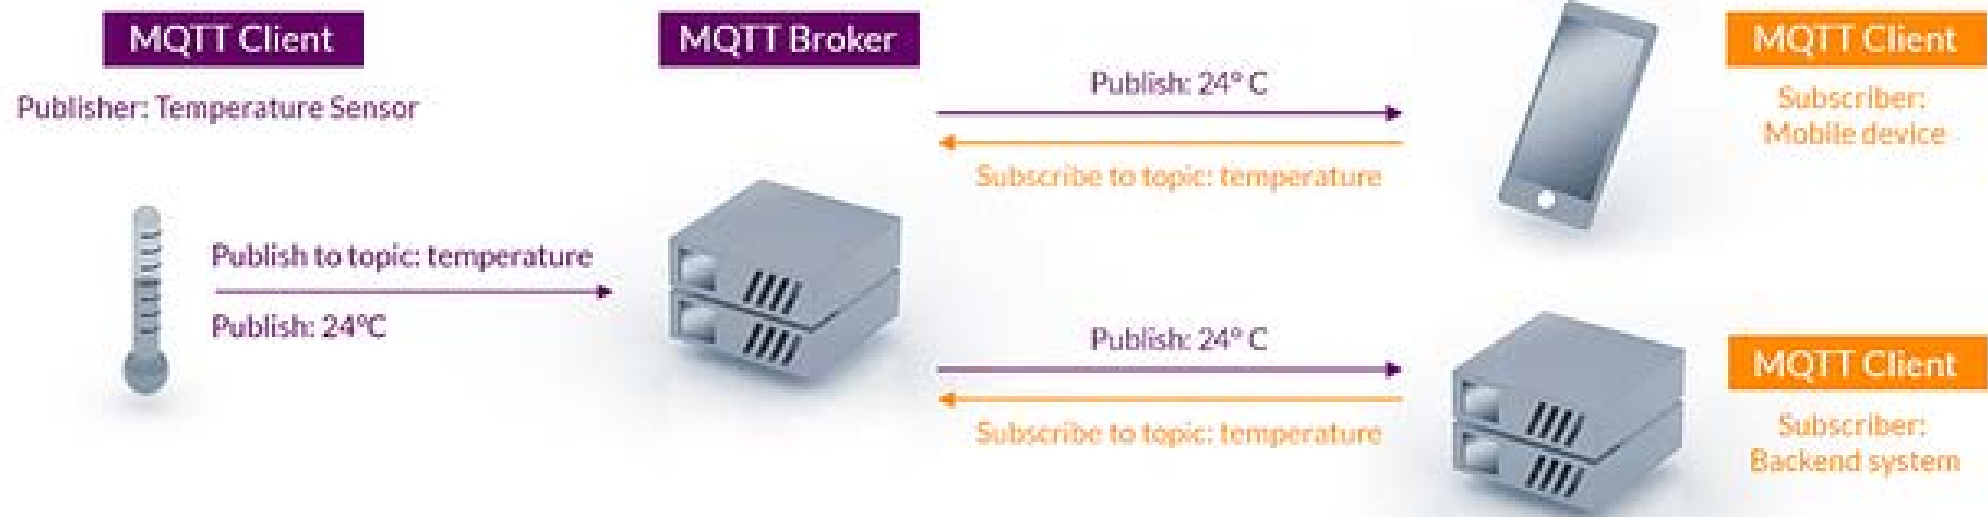 MQTT Client
Publisher: Temperature Sensor
Publish to topic: temperature
Publish: 24°C
MQTT Broker
Publish: 24° C
Subscribe to topic: temperature
MQTT Client
Subscriber:
Mobile device
Publish: 24° C
Subscribe to topic: temperature
MQTT Client
Subscriber:
Backend system